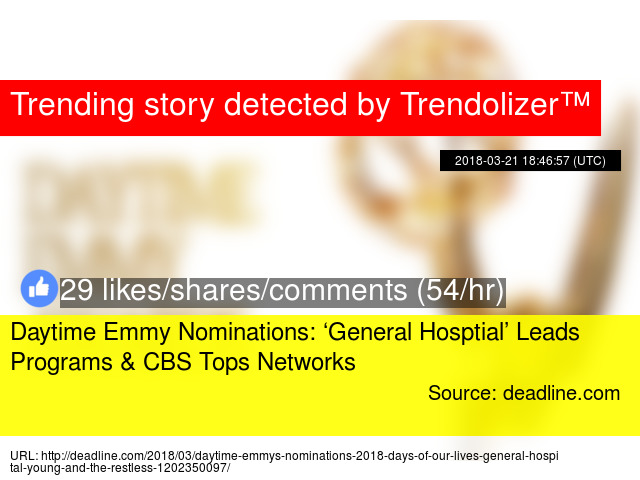 Trending story detected by Trendolizer™
2018-03-21 18:46:57 (UTC)
DAYTIME
EMMY
29 likes/shares/comments (54/hr)
Daytime Emmy Nominations: ‘General Hosptial’ Leads
Programs & CBS Tops Networks
Source: deadline.com
URL: http://deadline.com/2018/03/daytime-emmys-nominations-2018-days-of-our-lives-general-hospi
tal-young-and-the-restless-1202350097/